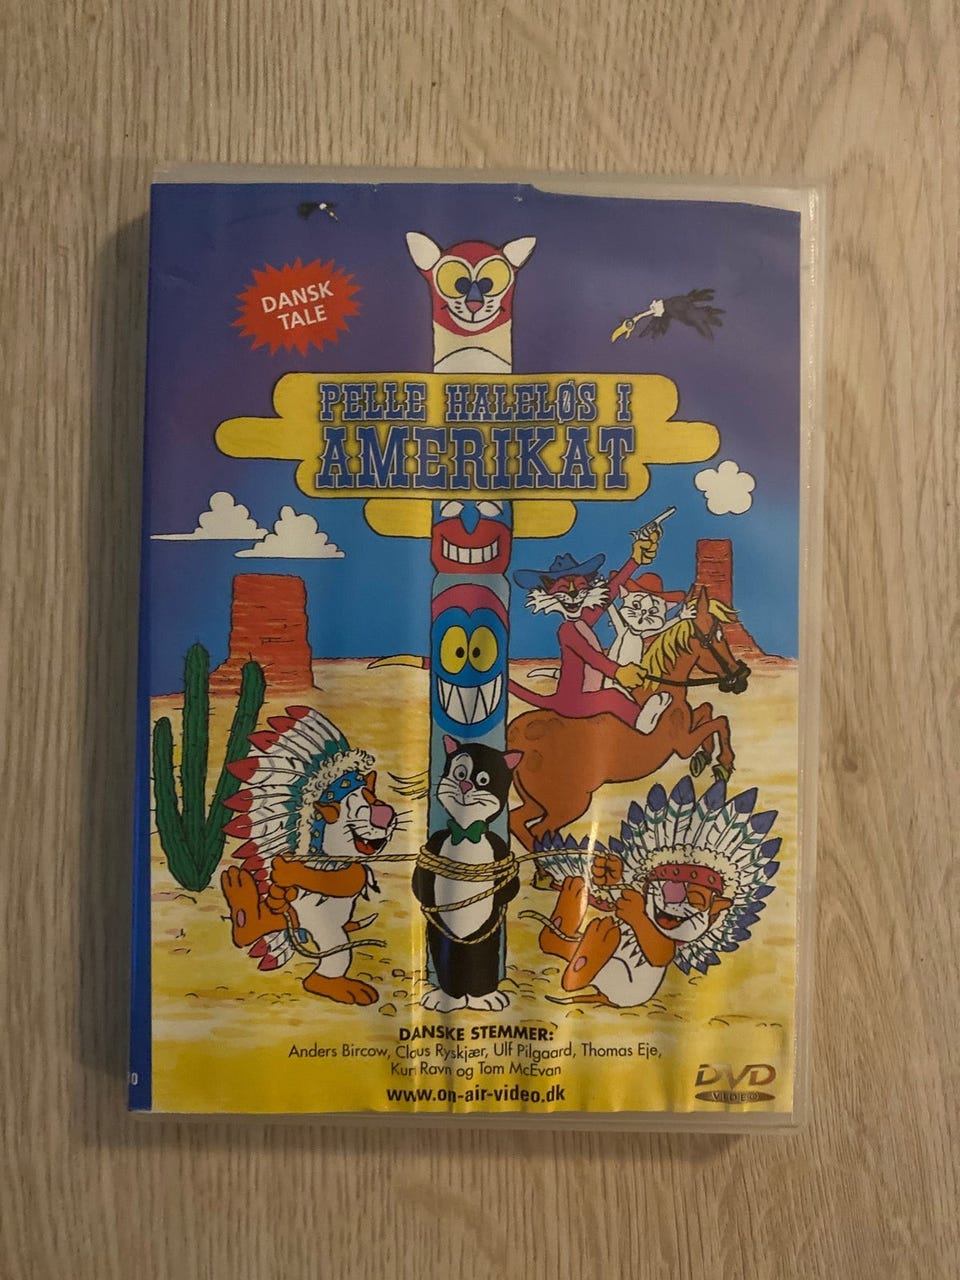 DANSK
TALE
PELLE HALELØS I
AMERIKAT
DANSKE STEMMER:
Anders Bircow, Claus Ryskjær, Ulf Pilgaard, Thomas Eje,
Kurt Ravn og Tom McEvan
www.on-air-video.dk
DVD
VIDEO